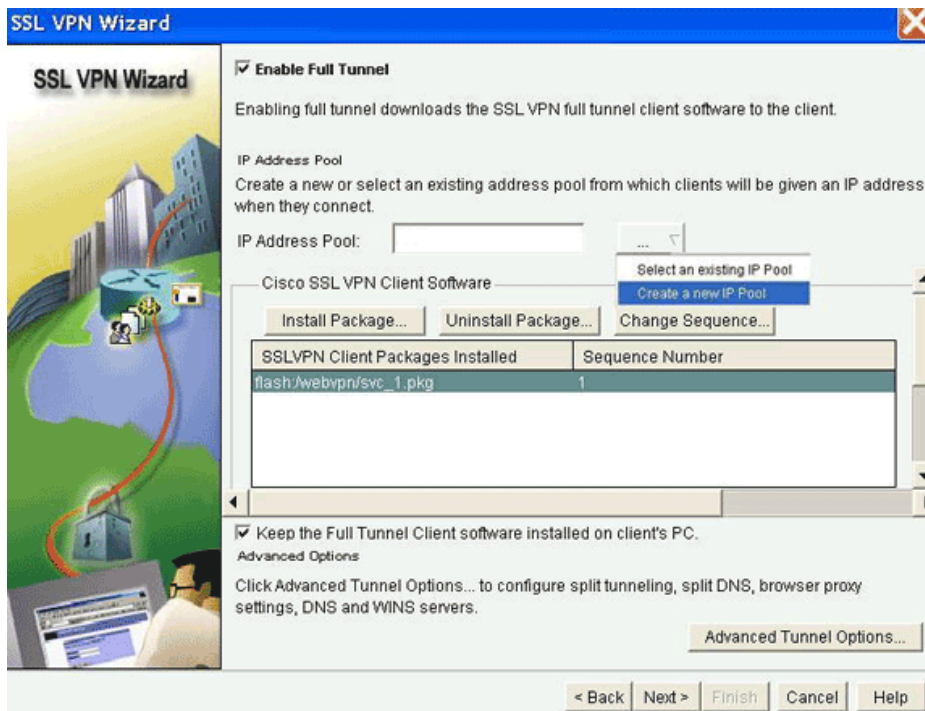 SSL VPN Wizard
SSL VPN Wizard
Enable Full Tunnel
Enabling full tunnel downloads the SSL VPN full tunnel client software to the client.
IP Address Pool
Create a new or select an existing address pool from which clients will be given an IP address
when they connect.
IP Address Pool:
...
Select an existing IP Pool
Create a new IP Pool
Cisco SSL VPN Client Software
Install Package...
Uninstall Package...
Change Sequence...
SSLVPN Client Packages Installed
Sequence Number
flash:/webvpn/svc_1.pkg
1
Keep the Full Tunnel Client software installed on client's PC.
Advanced Options
Click Advanced Tunnel Options... to configure split tunneling, split DNS, browser proxy
settings, DNS and WINS servers.
Advanced Tunnel Options...
< Back
Next >
Finish
Cancel
Help